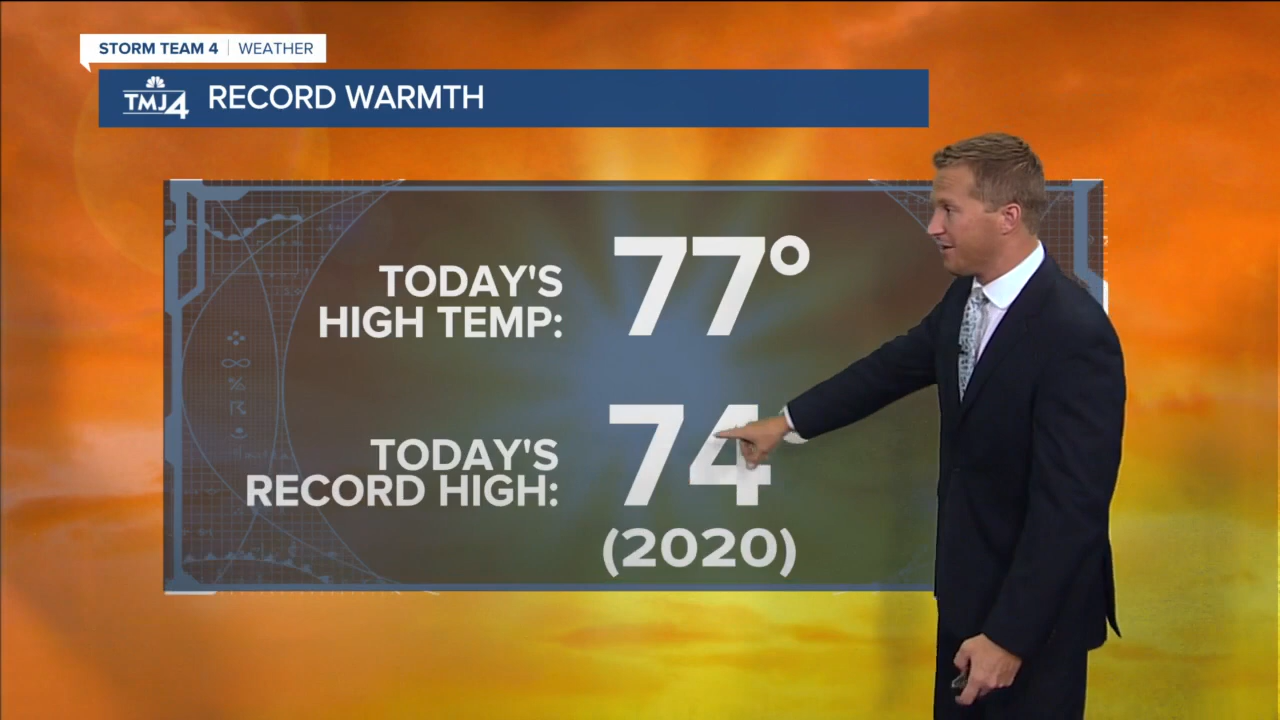 STORM TEAM 4 | WEATHER
TMJ4 RECORD WARMTH
TODAY'S
HIGH TEMP:
77°
TODAY'S
RECORD HIGH:
74
(2020)